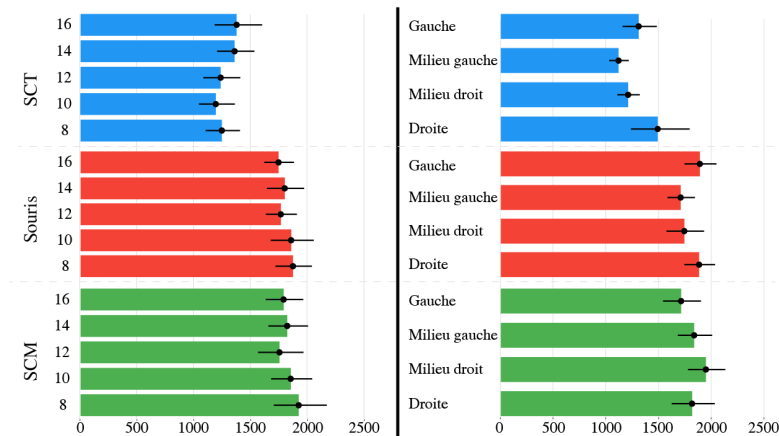 SCT
16
14
12
10
8
Souris
16
14
12
10
8
SCM
16
14
12
10
8
0 500 1000 1500 2000 2500
Gauche
Milieu gauche
Milieu droit
Droite
Gauche
Milieu gauche
Milieu droit
Droite
Gauche
Milieu gauche
Milieu droit
Droite
0 500 1000 1500 2000 2500